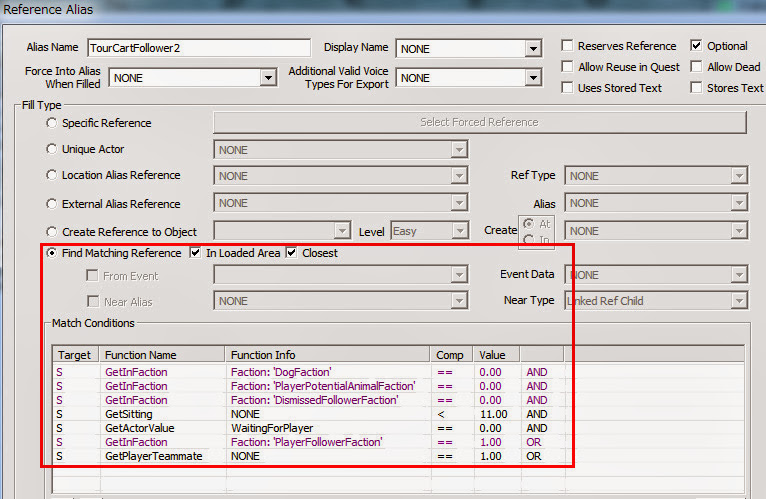 Reference Alias
Alias Name TourCartFollower2 Display Name NONE Reserves Reference Optional
Force Into Alias When Filled NONE Additional Valid Voice Types For Export NONE Allow Reuse in Quest Allow Dead
Uses Stored Text Stores Text
Fill Type
Specific Reference Select Forced Reference
Unique Actor NONE
Location Alias Reference NONE Ref Type NONE
External Alias Reference NONE Alias NONE
Create Reference to Object Level Easy Create At In NONE
Find Matching Reference In Loaded Area Closest
From Event Event Data NONE
Near Alias NONE Near Type Linked Ref Child
Match Conditions
Target Function Name Function Info Comp Value
S GetInFaction Faction: 'DogFaction' == 0.00 AND
S GetInFaction Faction: 'PlayerPotentialAnimalFaction' == 0.00 AND
S GetInFaction Faction: 'DismissedFollowerFaction' == 0.00 AND
S GetSitting NONE < 11.00 AND
S GetActorValue WaitingForPlayer == 0.00 AND
S GetInFaction Faction: 'PlayerFollowerFaction' == 1.00 OR
S GetPlayerTeammate NONE == 1.00 OR